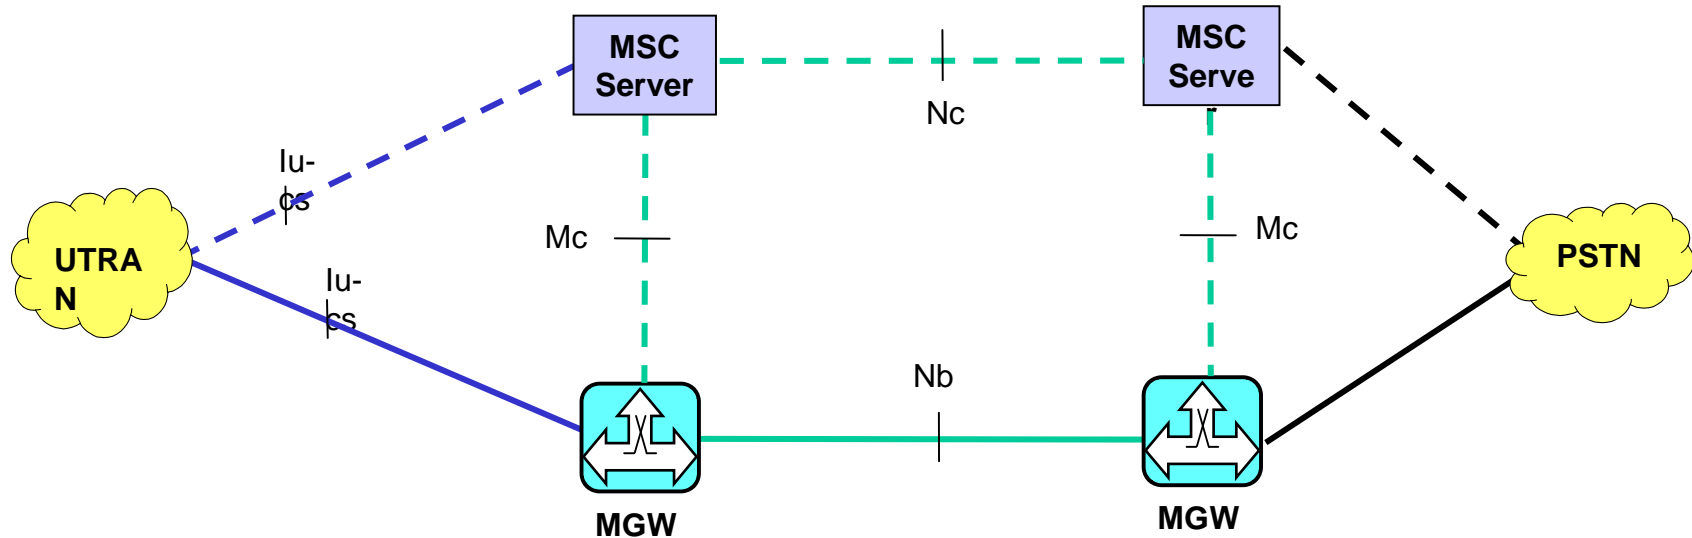 MSC
Server
MSC
Serve
r
Nc
Iu-
cs
Mc
Mc
UTRA
N
PSTN
Iu-
cs
Nb
MGW
MGW